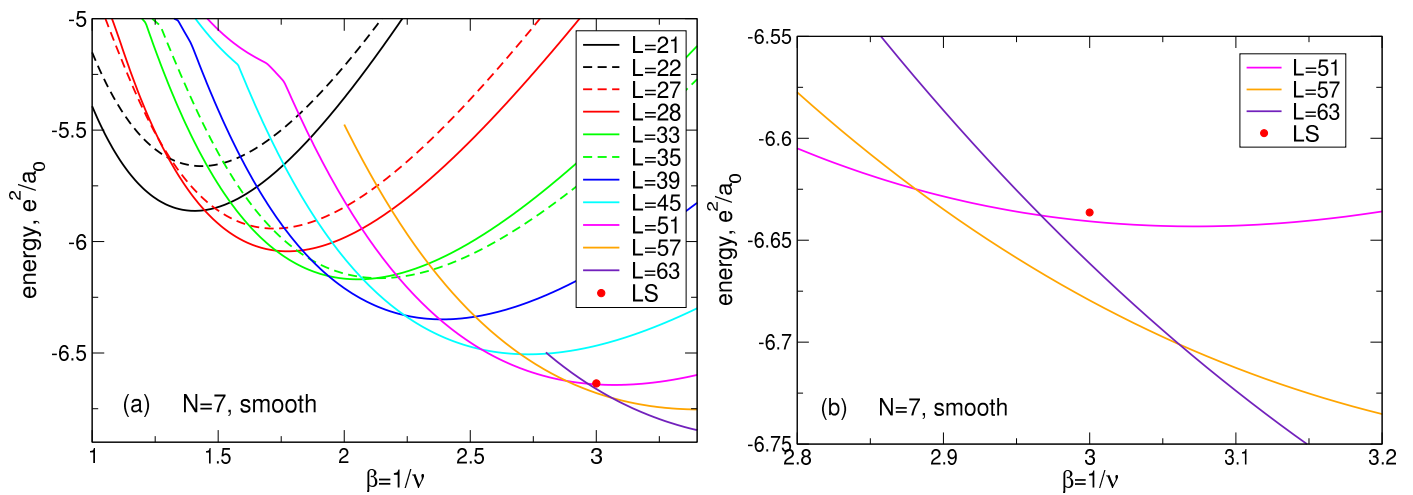 -5
-5.5
-6
-6.5
energy, e²/a₀
L=21
L=22
L=27
L=28
L=33
L=35
L=39
L=45
L=51
L=57
L=63
LS
(a) N=7, smooth
1 1.5 2 2.5 3
β=1/ν
-6.55
-6.6
-6.65
-6.7
-6.75
energy, e²/a₀
L=51
L=57
L=63
LS
(b) N=7, smooth
2.8 2.9 3 3.1 3.2
β=1/ν